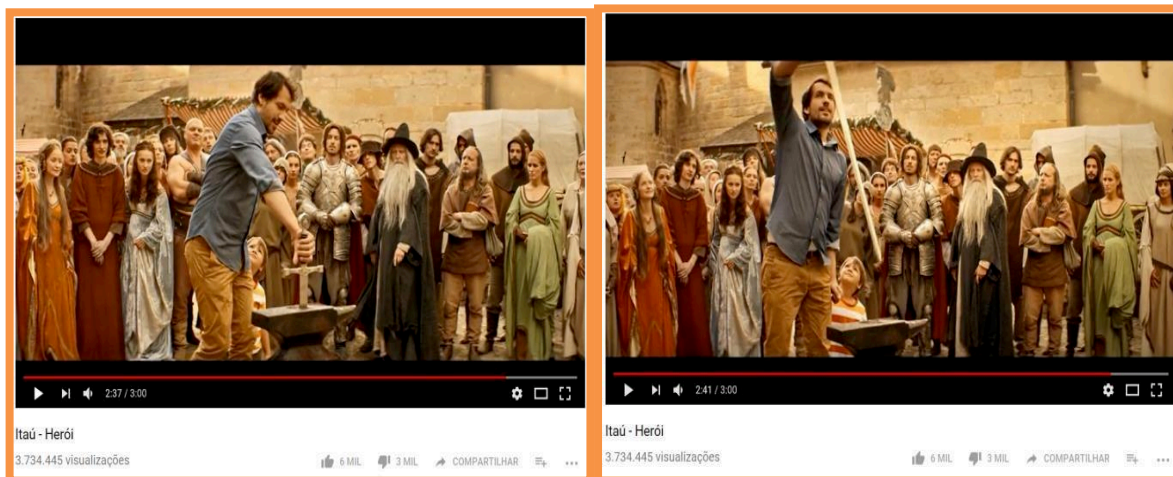 2:37 / 3:00
Itaú - Herói
3.734.445 visualizações
6 MIL
3 MIL
COMPARTILHAR
2:41 / 3:00
Itaú - Herói
3.734.445 visualizações
6 MIL
3 MIL
COMPARTILHAR